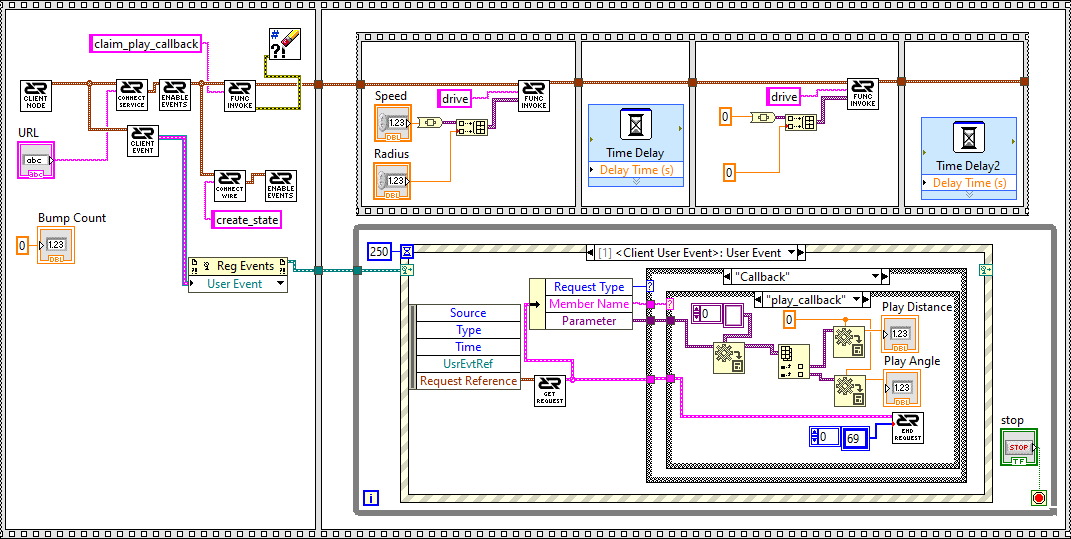 claim_play_callback
#
?!
CLIENT
NODE
CONNECT
SERVICE
ENABLE
EVENTS
FUNC
INVOKE
URL
abc
abc
CLIENT
EVENT
CONNECT
WIRE
ENABLE
EVENTS
create_state
Bump Count
0
1.23
DBL
Reg Events
User Event
Speed
1.23
DBL
Radius
1.23
DBL
drive
FUNC
INVOKE
Time Delay
Delay Time (s)
drive
FUNC
INVOKE
0
0
Time Delay2
Delay Time (s)
250
[1] <Client User Event>: User Event
Source
Type
Time
UsrEvtRef
Request Reference
GET
REQUEST
Request Type
Member Name
Parameter
?
?
"Callback"
"play_callback"
0
0
Play Distance
1.23
DBL
Play Angle
1.23
DBL
0
69
END
REQUEST
stop
STOP
TF
i